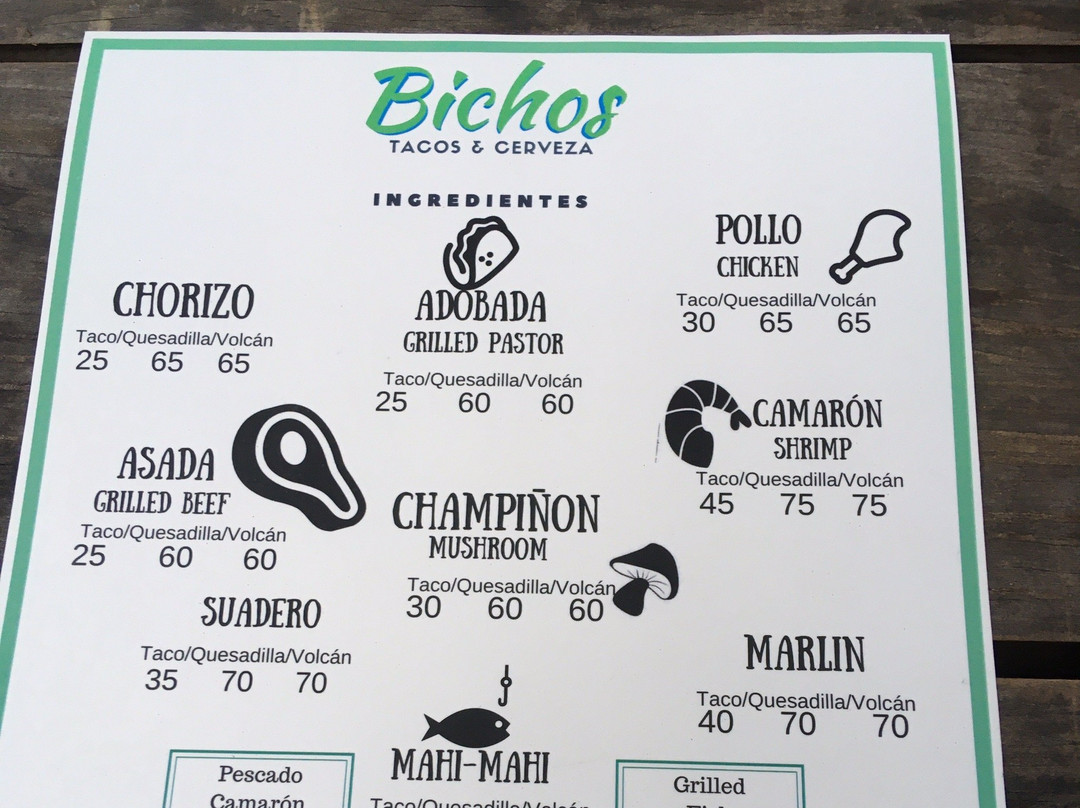 Bichos
TACOS & CERVEZA
INGREDIENTES
CHORIZO
Taco/Quesadilla/Volcán
25 65 65
ADOBADA
GRILLED PASTOR
Taco/Quesadilla/Volcán
25 60 60
POLLO
CHICKEN
Taco/Quesadilla/Volcán
30 65 65
ASADA
GRILLED BEEF
Taco/Quesadilla/Volcán
25 60 60
CHAMPIÑON
MUSHROOM
Taco/Quesadilla/Volcán
30 60 60
CAMARÓN
SHRIMP
Taco/Quesadilla/Volcán
45 75 75
SUADERO
Taco/Quesadilla/Volcán
35 70 70
MAHI-MAHI
Taco/Quesadilla/Volcán
MARLIN
Taco/Quesadilla/Volcán
40 70 70
Pescado
Camarón
Grilled